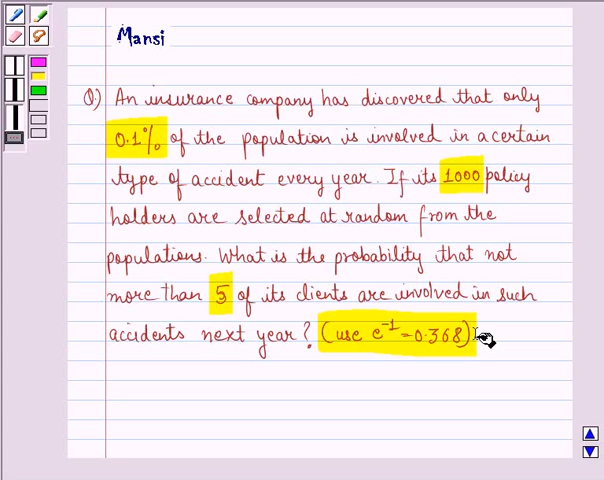 Mansi
Q.) An insurance company has discovered that only
0.1% of the population is involved in a certain
type of accident every year. If its 1000 policy
holders are selected at random from the
populations. What is the probability that not
more than 5 of its clients are involved in such
accidents next year? (use e⁻¹=0.368)